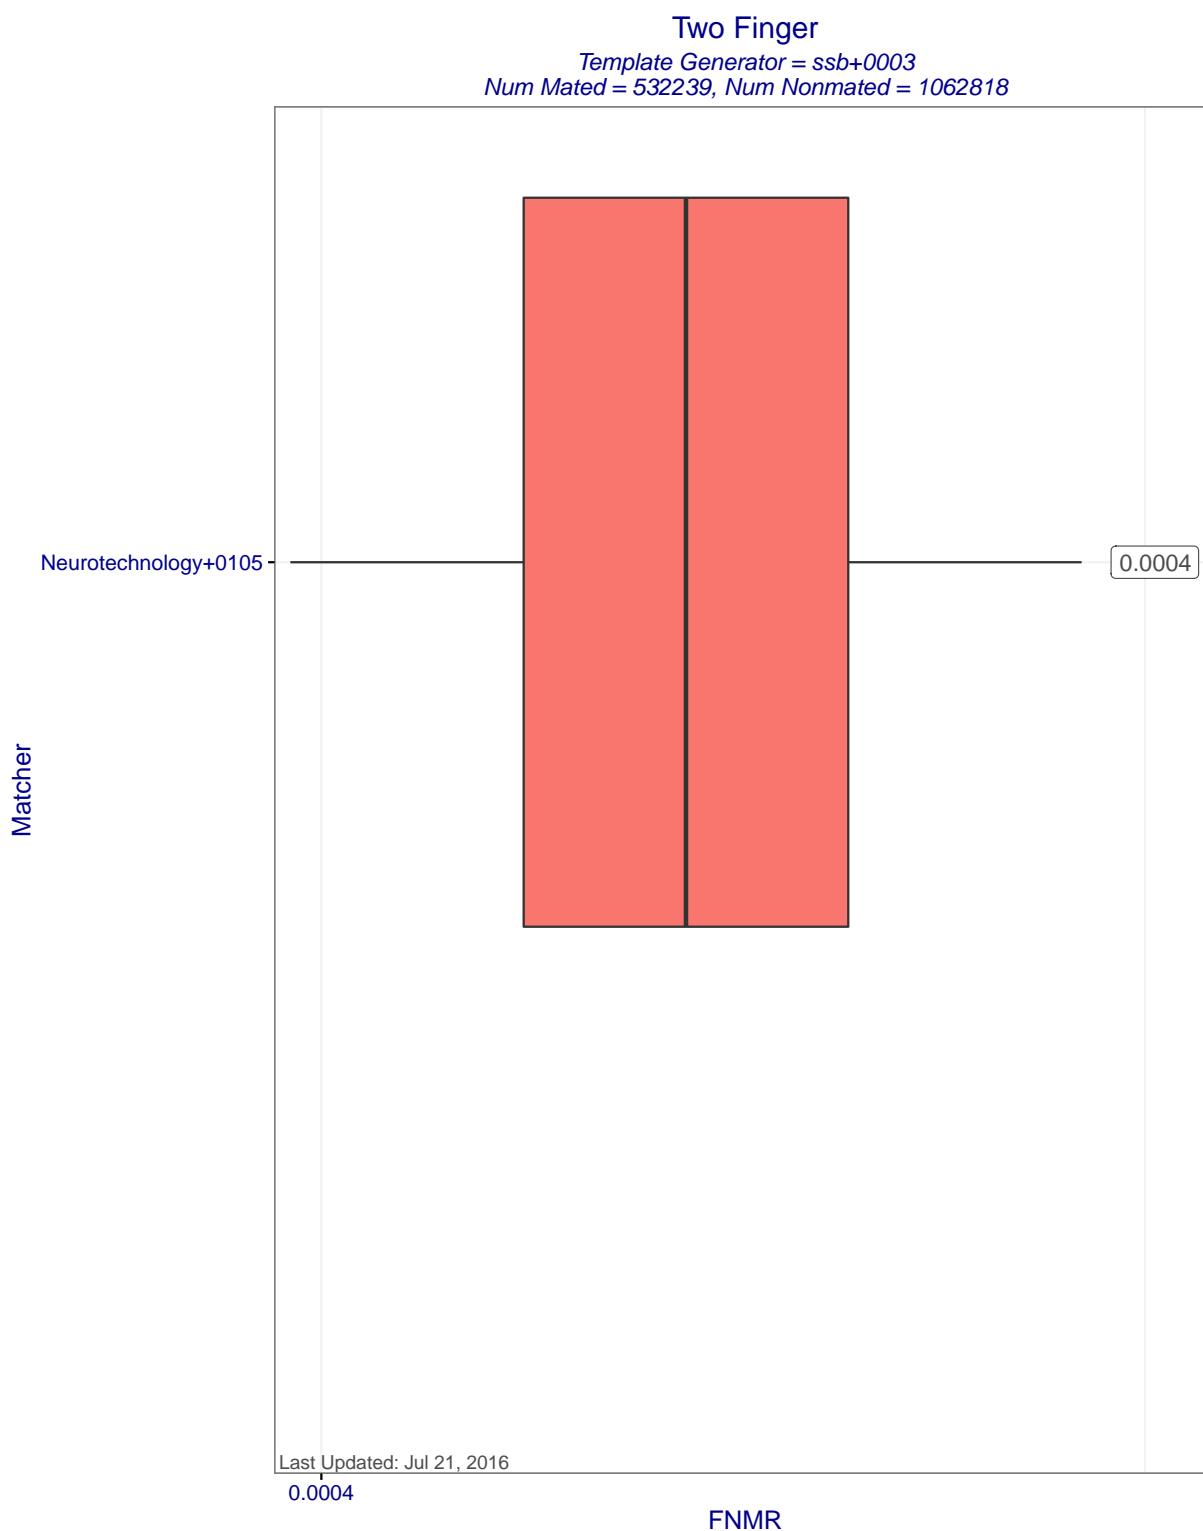 Two Finger
Template Generator = ssb+0003
Num Mated = 532239, Num Nonmated = 1062818
Neurotechnology+0105
0.0004
Matcher
Last Updated: Jul 21, 2016
0.0004
FNMR